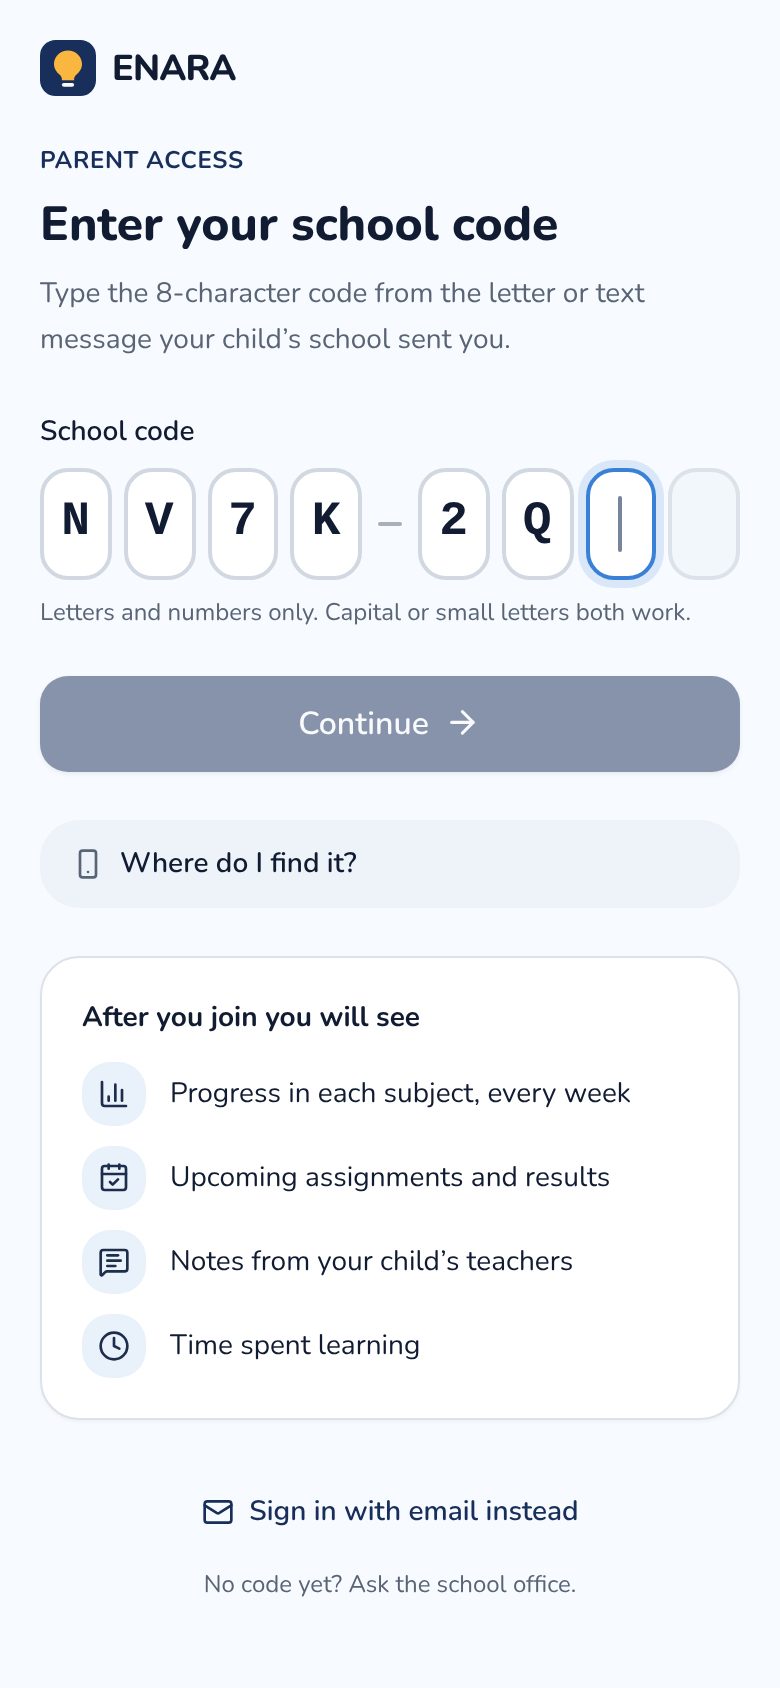 ENARA
PARENT ACCESS
Enter your school code
Type the 8-character code from the letter or text
message your child’s school sent you.
School code
N V 7 K – 2 Q
Letters and numbers only. Capital or small letters both work.
Continue →
Where do I find it?
After you join you will see
Progress in each subject, every week
Upcoming assignments and results
Notes from your child’s teachers
Time spent learning
Sign in with email instead
No code yet? Ask the school office.